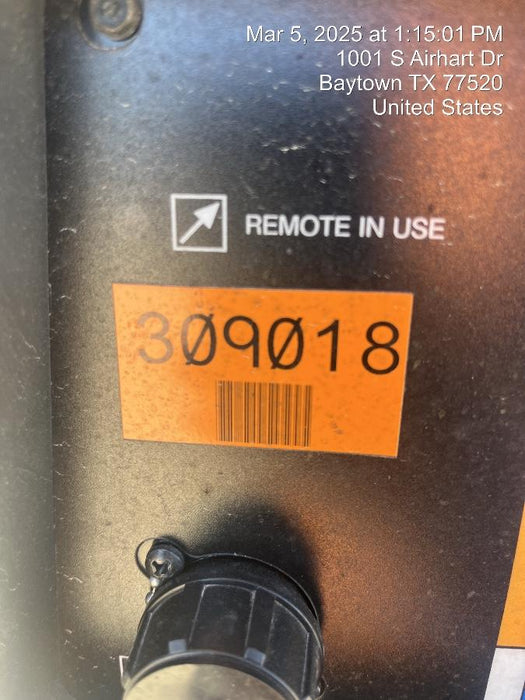 Mar 5, 2025 at 1:15:01 PM
1001 S Airhart Dr
Baytown TX 77520
United States
REMOTE IN USE
309018